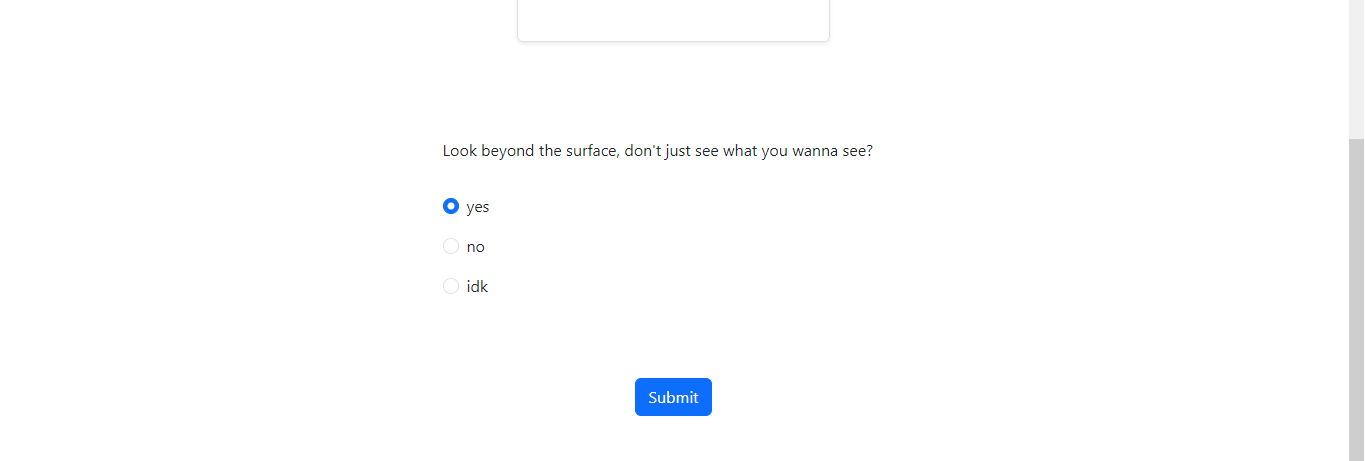 Look beyond the surface, don't just see what you wanna see?
yes
no
idk
Submit